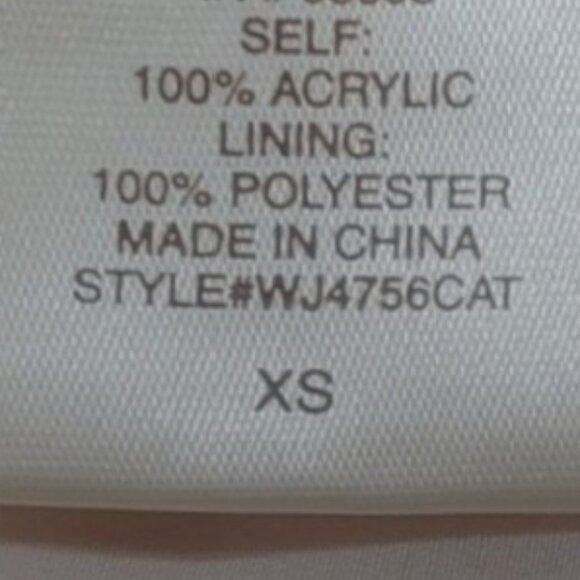 SELF:
100% ACRYLIC
LINING:
100% POLYESTER
MADE IN CHINA
STYLE#WJ4756CAT
XS